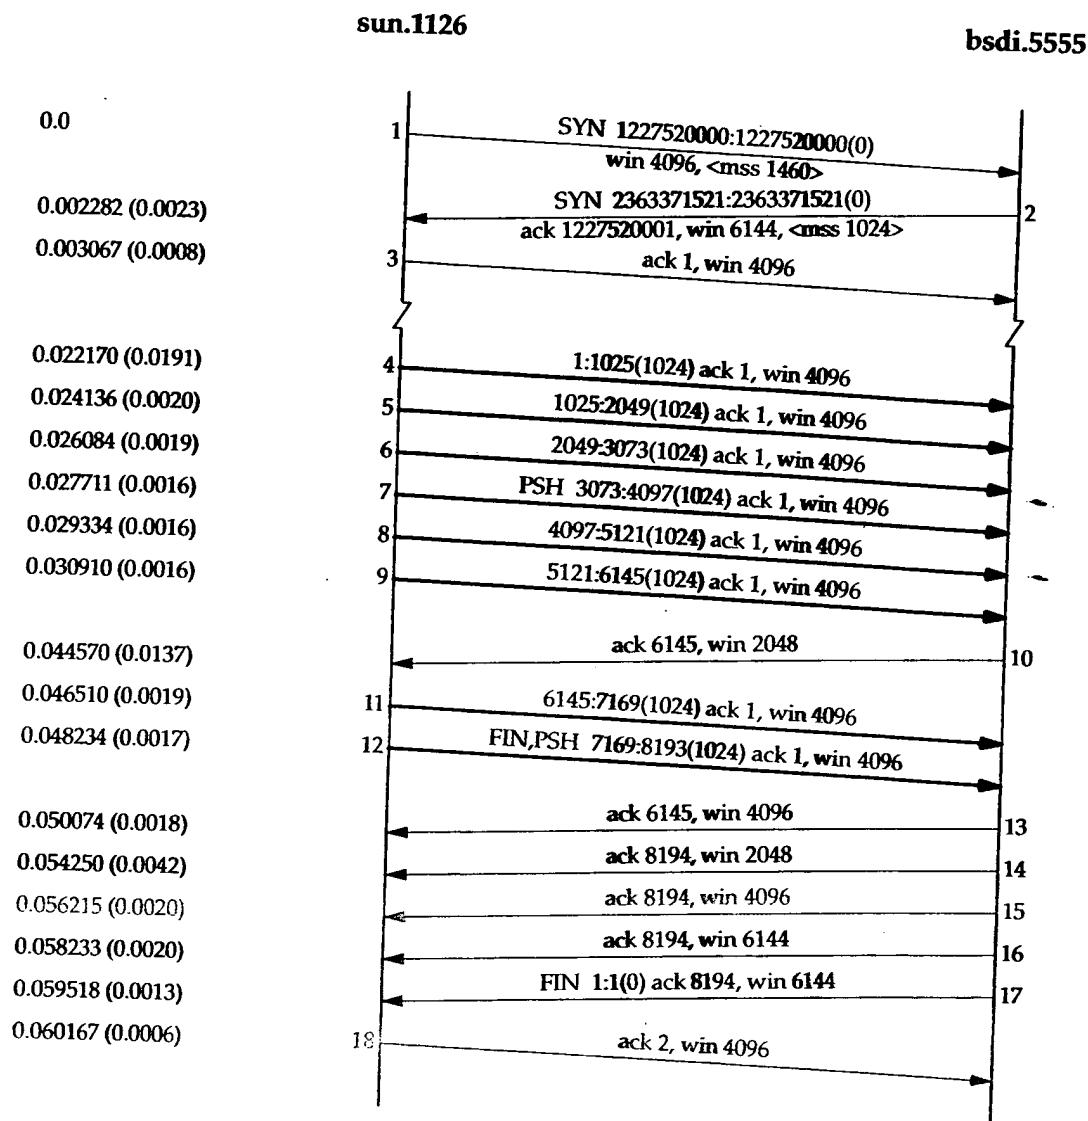 sun.1126
bsdi.5555
0.0
1
SYN 1227520000:1227520000(0)
win 4096, <mss 1460>
0.002282 (0.0023)
SYN 2363371521:2363371521(0)
2
ack 1227520001, win 6144, <mss 1024>
0.003067 (0.0008)
3
ack 1, win 4096
0.022170 (0.0191)
4
1:1025(1024) ack 1, win 4096
0.024136 (0.0020)
5
1025:2049(1024) ack 1, win 4096
0.026084 (0.0019)
6
2049:3073(1024) ack 1, win 4096
0.027711 (0.0016)
7
PSH 3073:4097(1024) ack 1, win 4096
0.029334 (0.0016)
8
4097:5121(1024) ack 1, win 4096
0.030910 (0.0016)
9
5121:6145(1024) ack 1, win 4096
0.044570 (0.0137)
ack 6145, win 2048
10
0.046510 (0.0019)
11
6145:7169(1024) ack 1, win 4096
0.048234 (0.0017)
12
FIN,PSH 7169:8193(1024) ack 1, win 4096
0.050074 (0.0018)
ack 6145, win 4096
13
0.054250 (0.0042)
ack 8194, win 2048
14
0.056215 (0.0020)
ack 8194, win 4096
15
0.058233 (0.0020)
ack 8194, win 6144
16
0.059518 (0.0013)
FIN 1:1(0) ack 8194, win 6144
17
0.060167 (0.0006)
18
ack 2, win 4096